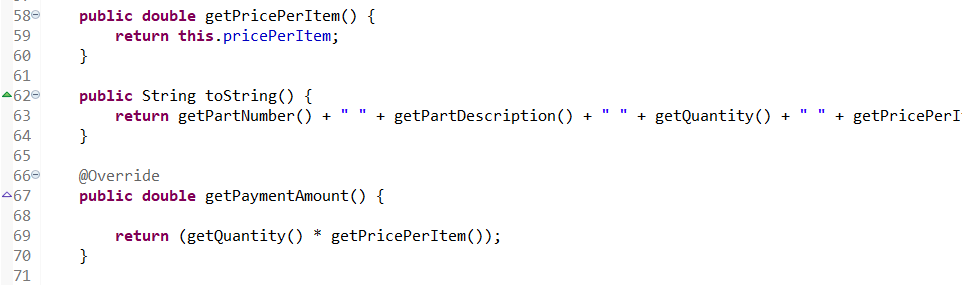 58 public double getPricePerItem() {
59 return this.pricePerItem;
60 }
61
62 public String toString() {
63 return getPartNumber() + " " + getPartDescription() + " " + getQuantity() + " " + getPricePerI
64 }
65
66 @Override
67 public double getPaymentAmount() {
68
69 return (getQuantity() * getPricePerItem());
70 }
71